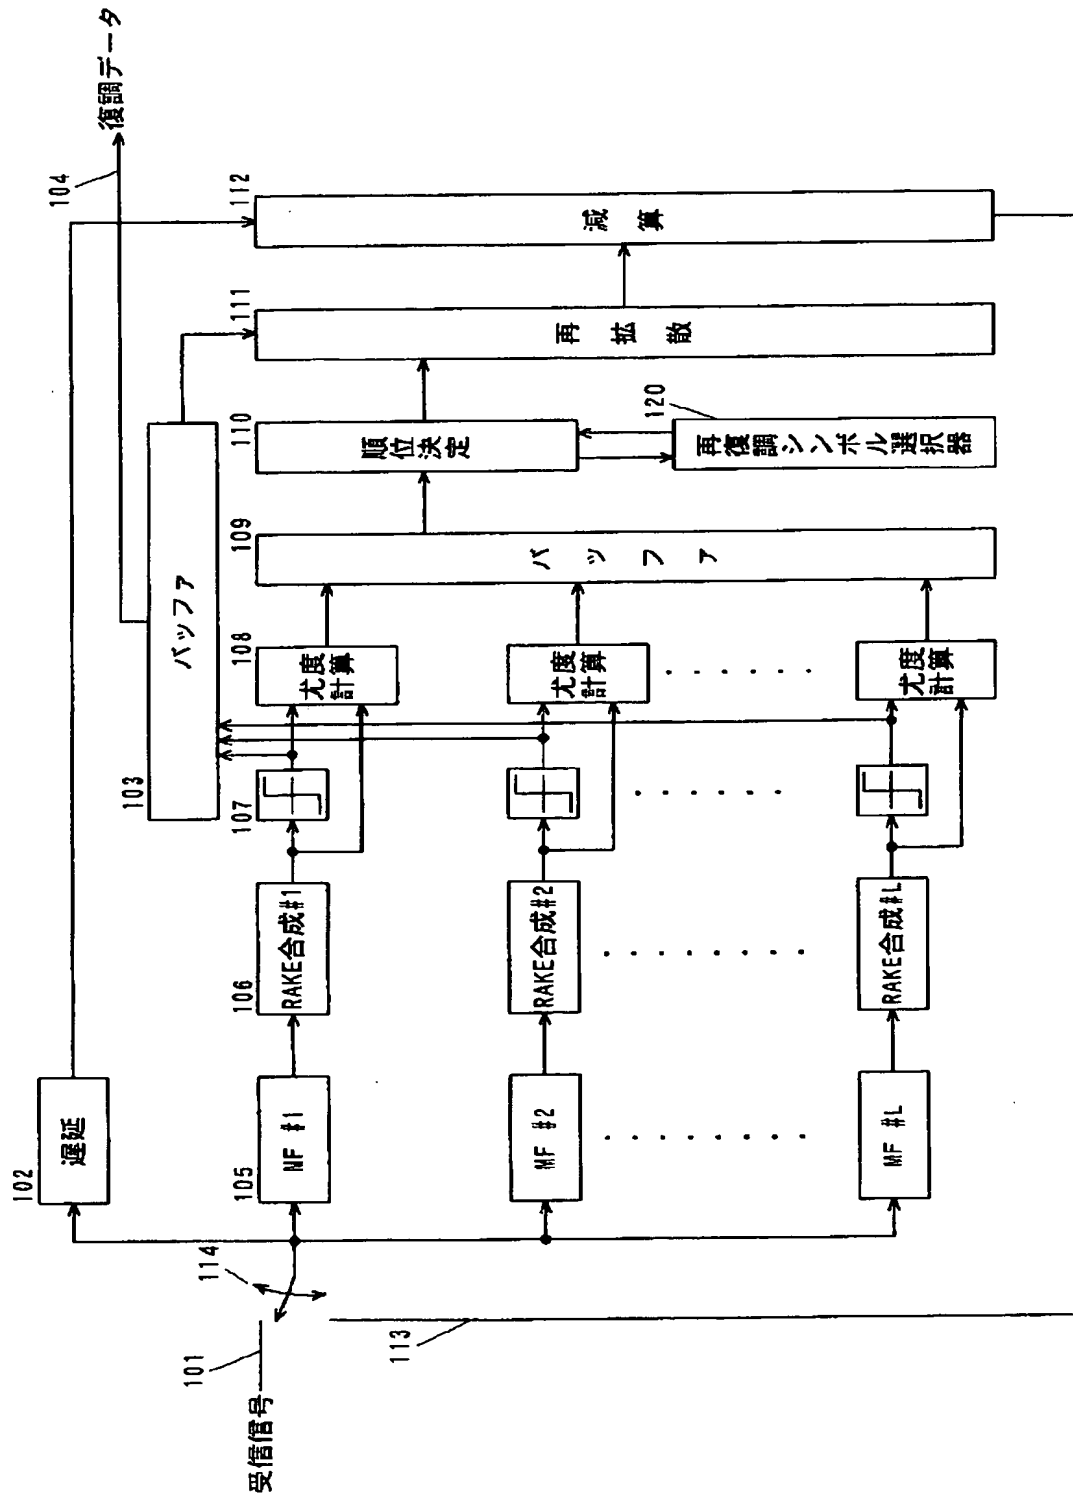 受信信号
101
114
113
102
遅延
105
NF #1
MF #2
MF #L
106
RAKE合成#1
RAKE合成#2
RAKE合成#L
107
103
バッファ
104
復調データ
108
尤度計算
尤度計算
尤度計算
109
バッファ
110
順位決定
120
再復調シンボル選択器
111
再拡散
112
減算